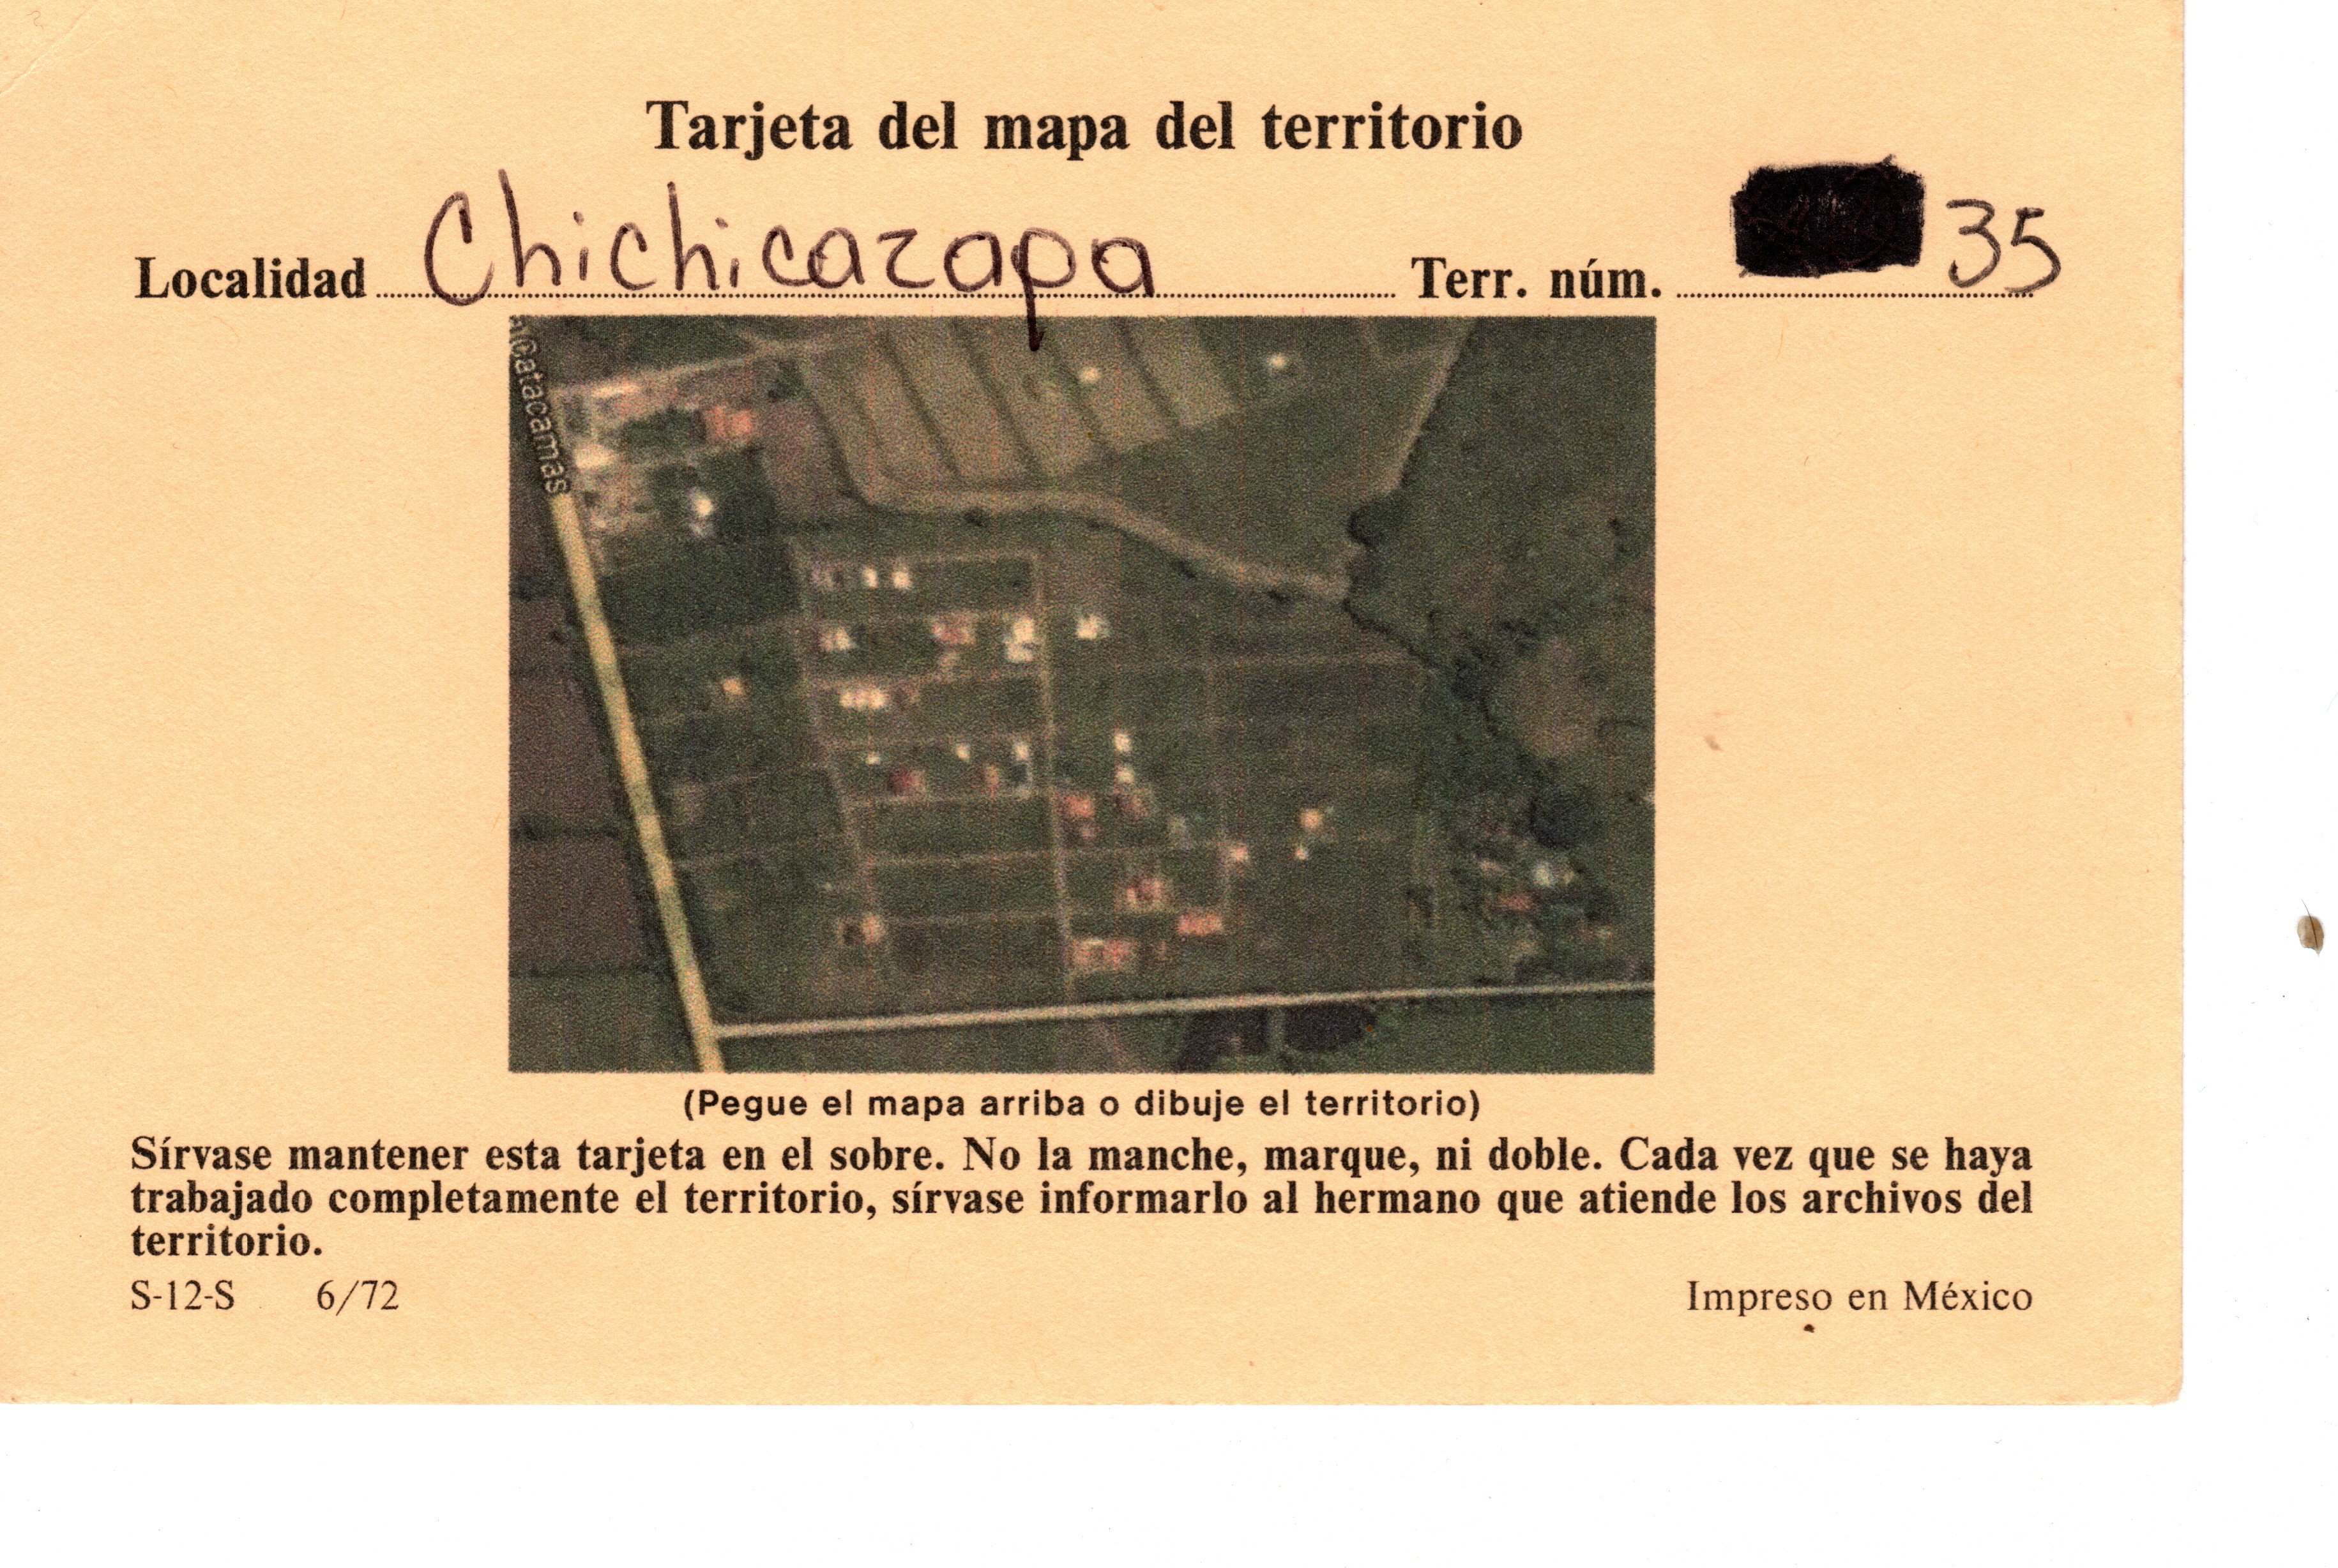 Tarjeta del mapa del territorio
Localidad Chichicazapa Terr. núm. 35
icatacamas
(Pegue el mapa arriba o dibuje el territorio)
Sírvase mantener esta tarjeta en el sobre. No la manche, marque, ni doble. Cada vez que se haya
trabajado completamente el territorio, sírvase informarlo al hermano que atiende los archivos del
territorio.
S-12-S 6/72 Impreso en México